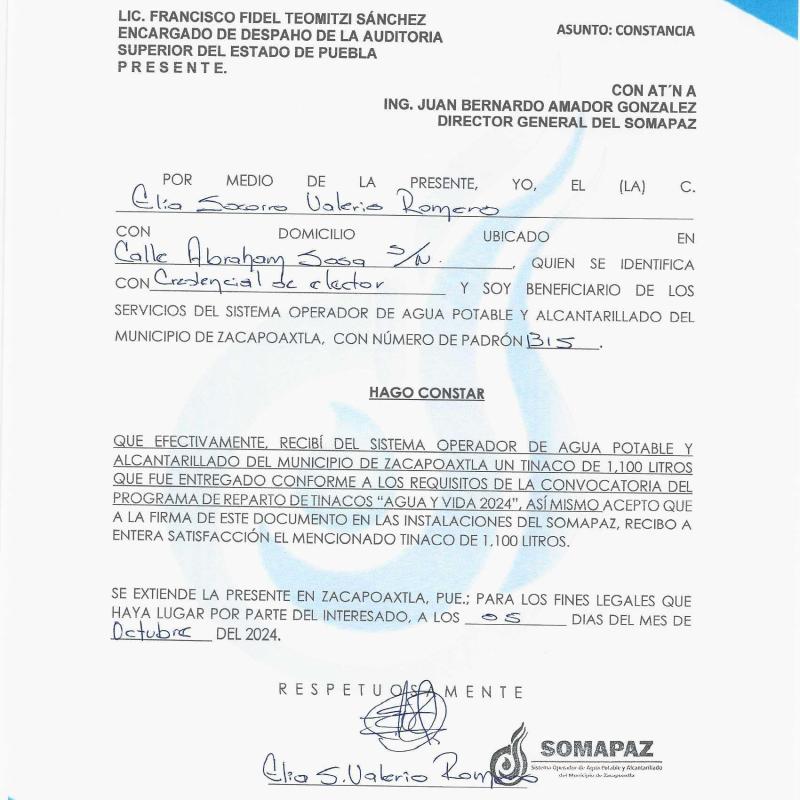 LIC. FRANCISCO FIDEL TEOMITZI SÁNCHEZ
ENCARGADO DE DESPAHO DE LA AUDITORIA
SUPERIOR DEL ESTADO DE PUEBLA
P R E S E N T E.
ASUNTO: CONSTANCIA
CON AT´N A
ING. JUAN BERNARDO AMADOR GONZALEZ
DIRECTOR GENERAL DEL SOMAPAZ
POR MEDIO DE LA PRESENTE, YO, EL (LA) C.
Elia Socorro Valerio Romero
CON DOMICILIO UBICADO EN
Calle Abraham Sosa S/N. , QUIEN SE IDENTIFICA
CON Credencial de elector Y SOY BENEFICIARIO DE LOS
SERVICIOS DEL SISTEMA OPERADOR DE AGUA POTABLE Y ALCANTARILLADO DEL
MUNICIPIO DE ZACAPOAXTLA, CON NÚMERO DE PADRÓN B15 .
HAGO CONSTAR
QUE EFECTIVAMENTE, RECIBÍ DEL SISTEMA OPERADOR DE AGUA POTABLE Y
ALCANTARILLADO DEL MUNICIPIO DE ZACAPOAXTLA UN TINACO DE 1,100 LITROS
QUE FUE ENTREGADO CONFORME A LOS REQUISITOS DE LA CONVOCATORIA DEL
PROGRAMA DE REPARTO DE TINACOS “AGUA Y VIDA 2024”, ASÍ MISMO ACEPTO QUE
A LA FIRMA DE ESTE DOCUMENTO EN LAS INSTALACIONES DEL SOMAPAZ, RECIBO A
ENTERA SATISFACCIÓN EL MENCIONADO TINACO DE 1,100 LITROS.
SE EXTIENDE LA PRESENTE EN ZACAPOAXTLA, PUE.; PARA LOS FINES LEGALES QUE
HAYA LUGAR POR PARTE DEL INTERESADO, A LOS 05 DIAS DEL MES DE
Octubre DEL 2024.
R E S P E T U O S A M E N T E
Elia S. Valerio Romero
SOMAPAZ
Sistema Operador de Agua Potable y Alcantarillado
del Municipio de Zacapoaxtla